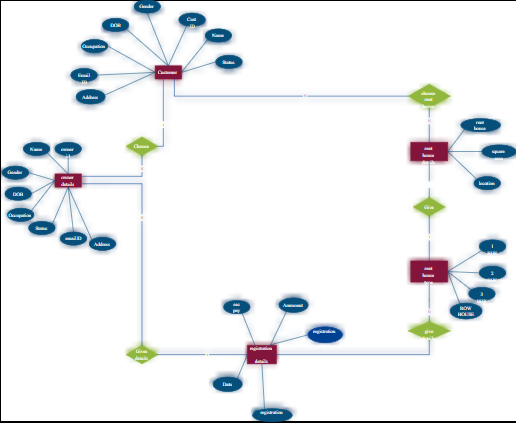 Gender
DOB
Cust
ID
Name
Occupation
Status
Email
ID
Customer
Address
choose
rent
rent
house
square
rent
house
location
Choose
Name
owner
Gender
owner
details
DOB
Occupation
Status
email ID
Address
Give
1
rent
house
2
3
ROW
HOUSE
see
pay
Ammount
registration
give
Given
details
registration
details
Date
registration